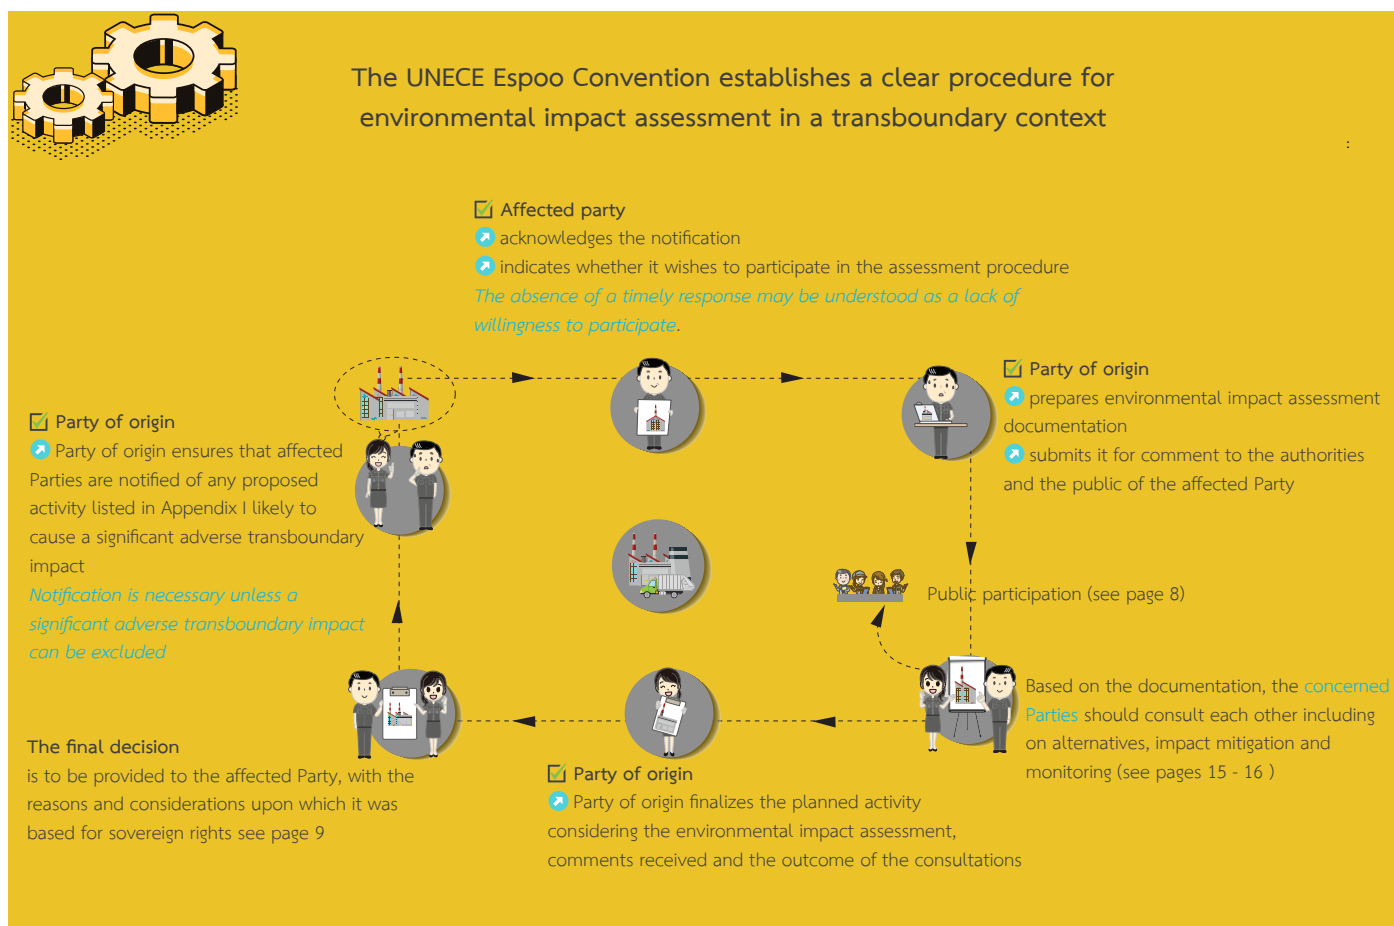 The UNECE Espoo Convention establishes a clear procedure for
environmental impact assessment in a transboundary context
:
Affected party
acknowledges the notification
indicates whether it wishes to participate in the assessment procedure
The absence of a timely response may be understood as a lack of
willingness to participate.
Party of origin
prepares environmental impact assessment
documentation
submits it for comment to the authorities
and the public of the affected Party
Party of origin
Party of origin ensures that affected
Parties are notified of any proposed
activity listed in Appendix I likely to
cause a significant adverse transboundary
impact
Notification is necessary unless a
significant adverse transboundary impact
can be excluded
Public participation (see page 8)
Based on the documentation, the concerned
Parties should consult each other including
on alternatives, impact mitigation and
monitoring (see pages 15 - 16 )
The final decision
is to be provided to the affected Party, with the
reasons and considerations upon which it was
based for sovereign rights see page 9
Party of origin
Party of origin finalizes the planned activity
considering the environmental impact assessment,
comments received and the outcome of the consultations